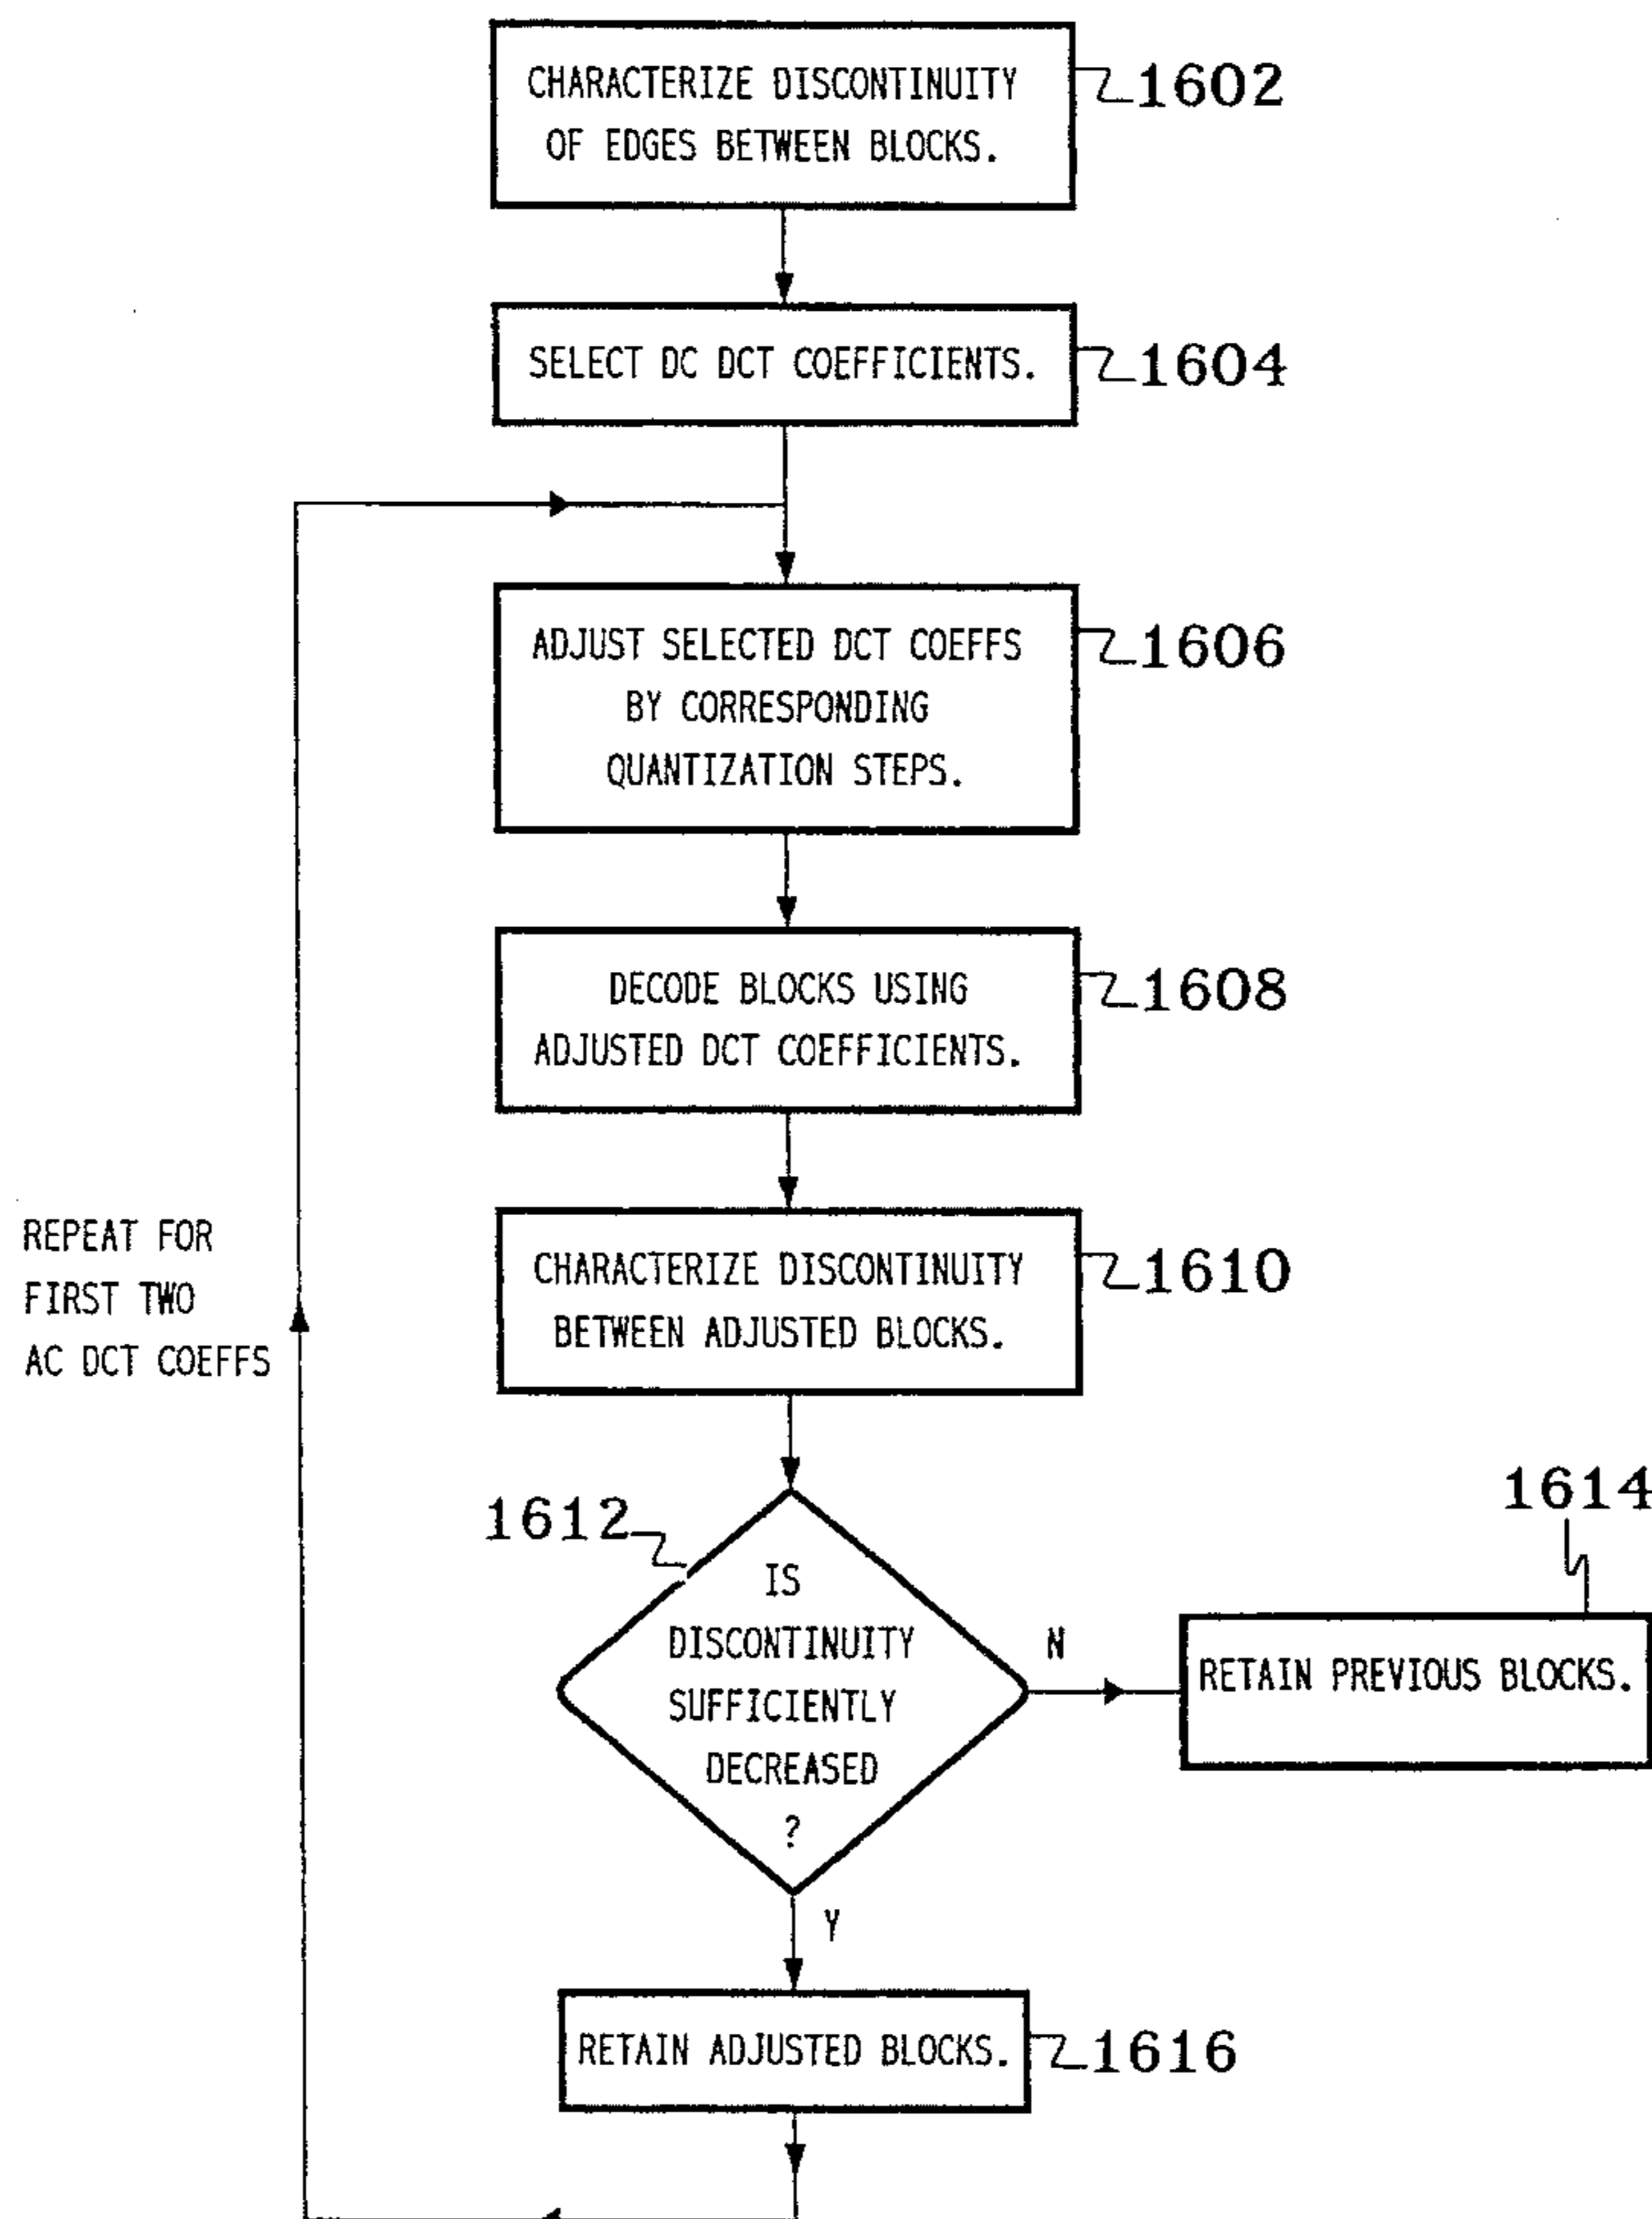 CHARACTERIZE DISCONTINUITY
OF EDGES BETWEEN BLOCKS.
1602
SELECT DC DCT COEFFICIENTS.
1604
ADJUST SELECTED DCT COEFFS
BY CORRESPONDING
QUANTIZATION STEPS.
1606
DECODE BLOCKS USING
ADJUSTED DCT COEFFICIENTS.
1608
CHARACTERIZE DISCONTINUITY
BETWEEN ADJUSTED BLOCKS.
1610
REPEAT FOR
FIRST TWO
AC DCT COEFFS
1612
IS
DISCONTINUITY
SUFFICIENTLY
DECREASED
?
N
1614
RETAIN PREVIOUS BLOCKS.
Y
RETAIN ADJUSTED BLOCKS.
1616